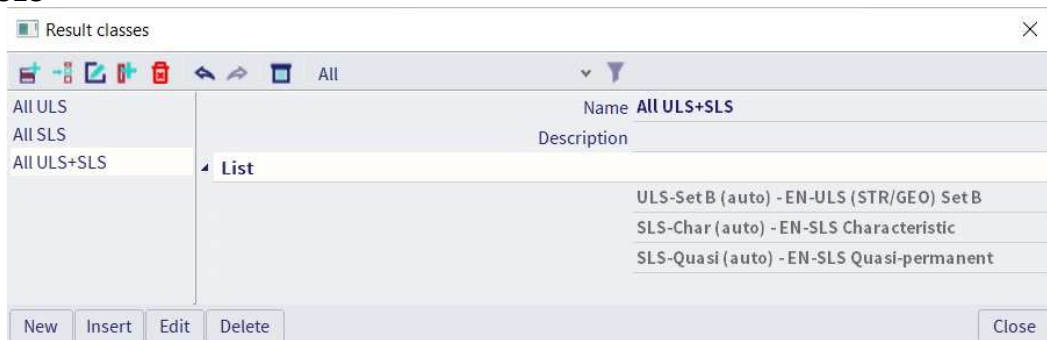 Result classes
All
All ULS
All SLS
All ULS+SLS
Name All ULS+SLS
Description
List
ULS-Set B (auto) - EN-ULS (STR/GEO) Set B
SLS-Char (auto) - EN-SLS Characteristic
SLS-Quasi (auto) - EN-SLS Quasi-permanent
New Insert Edit Delete Close